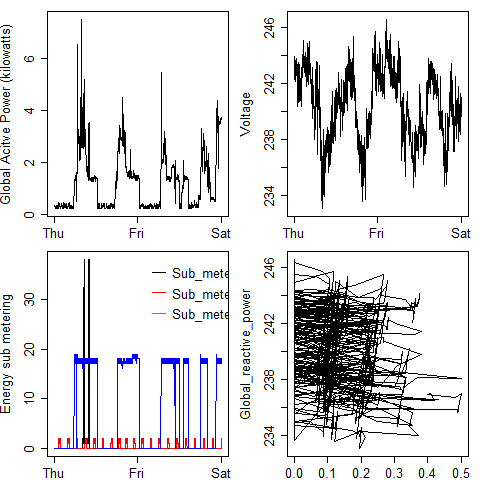 Global Acitve Power (kilowatts)
0 2 4 6
Thu Fri Sat
Voltage
234 238 242 246
Thu Fri Sat
Energy sub metering
0 10 20 30
Sub_mete
Sub_mete
Sub_mete
Thu Fri Sat
Global_reactive_power
234 238 242 246
0.0 0.1 0.2 0.3 0.4 0.5